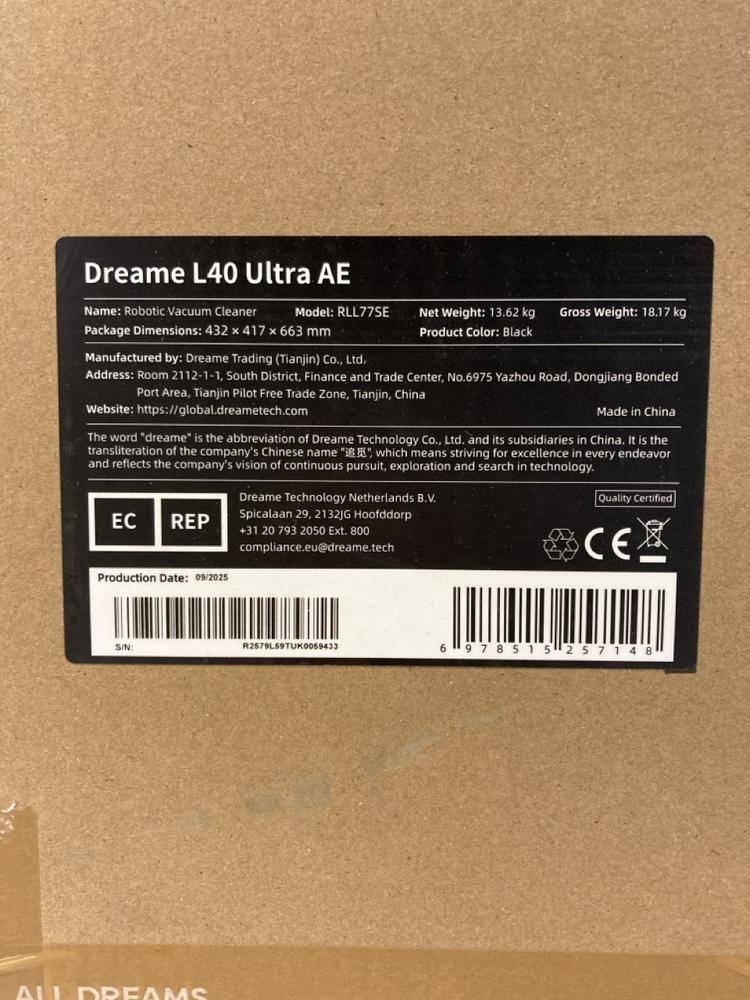 Dreame L40 Ultra AE
Name: Robotic Vacuum Cleaner Model: RLL77SE Net Weight: 13.62 kg Gross Weight: 18.17 kg
Package Dimensions: 432 × 417 × 663 mm Product Color: Black
Manufactured by: Dreame Trading (Tianjin) Co., Ltd.
Address: Room 2112-1-1, South District, Finance and Trade Center, No.6975 Yazhou Road, Dongjiang Bonded
Port Area, Tianjin Pilot Free Trade Zone, Tianjin, China
Website: https://global.dreametech.com Made in China
The word "dreame" is the abbreviation of Dreame Technology Co., Ltd. and its subsidiaries in China. It is the
transliteration of the company's Chinese name "追觅", which means striving for excellence in every endeavor
and reflects the company's vision of continuous pursuit, exploration and search in technology.
EC REP
Dreame Technology Netherlands B.V.
Spicalaan 29, 2132JG Hoofddorp
+31 20 793 2050 Ext. 800
compliance.eu@dreame.tech
Quality Certified
CE
Production Date: 09/2025
S/N: R2579L59TUK0059433
6 978515 257148
ALL DREAMS